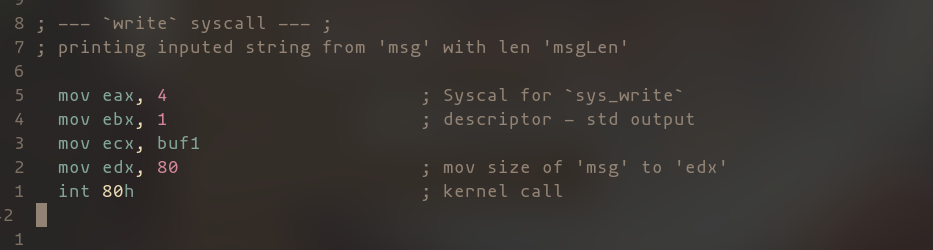 8 ; --- `write` syscall --- ;
7 ; printing inputed string from 'msg' with len 'msgLen'
6
5 mov eax, 4 ; Syscal for `sys_write`
4 mov ebx, 1 ; descriptor - std output
3 mov ecx, buf1
2 mov edx, 80 ; mov size of 'msg' to 'edx'
1 int 80h ; kernel call
2
1